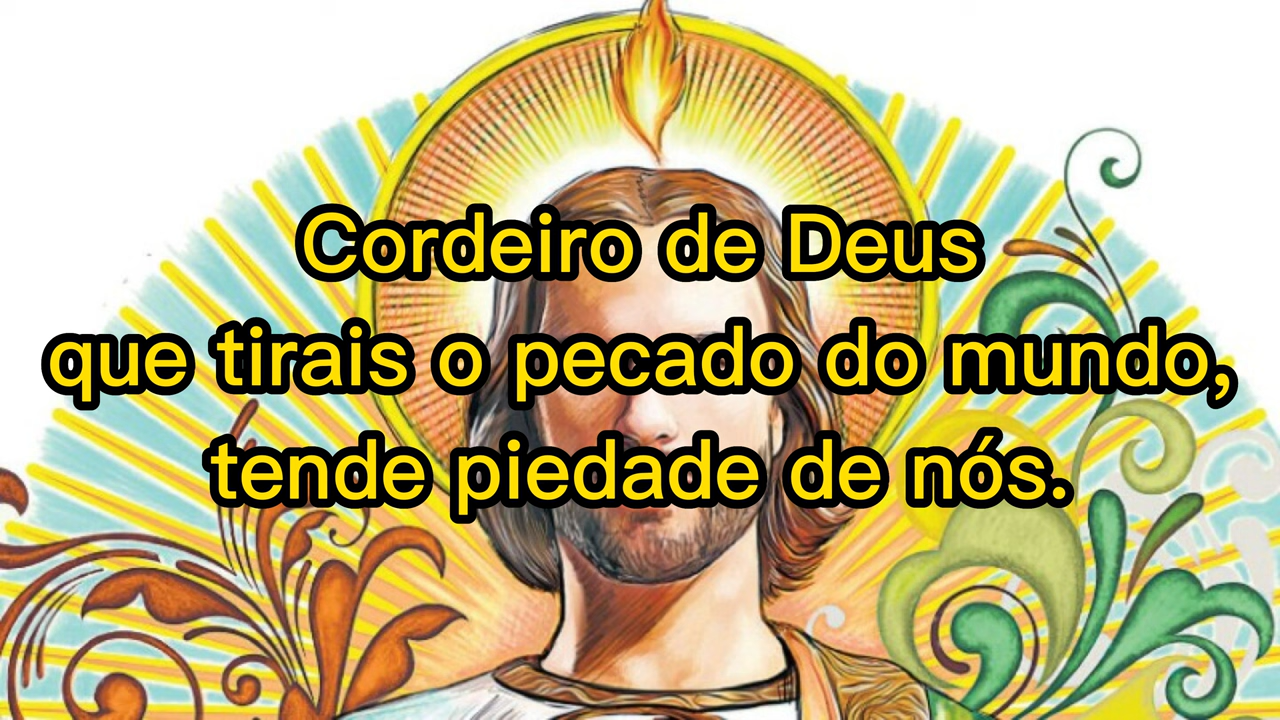 Cordeiro de Deus
que tirais o pecado do mundo,
tende piedade de nós.